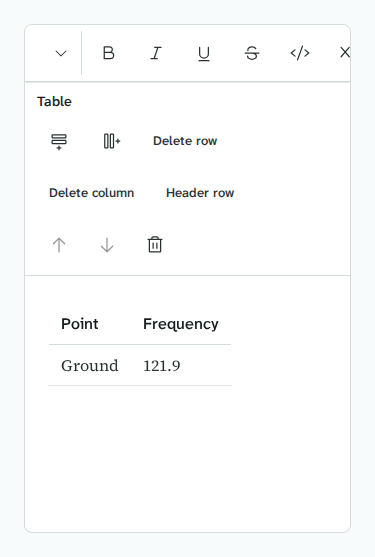 B I U S </> X
Table
Delete row
Delete column Header row
Point Frequency
Ground 121.9